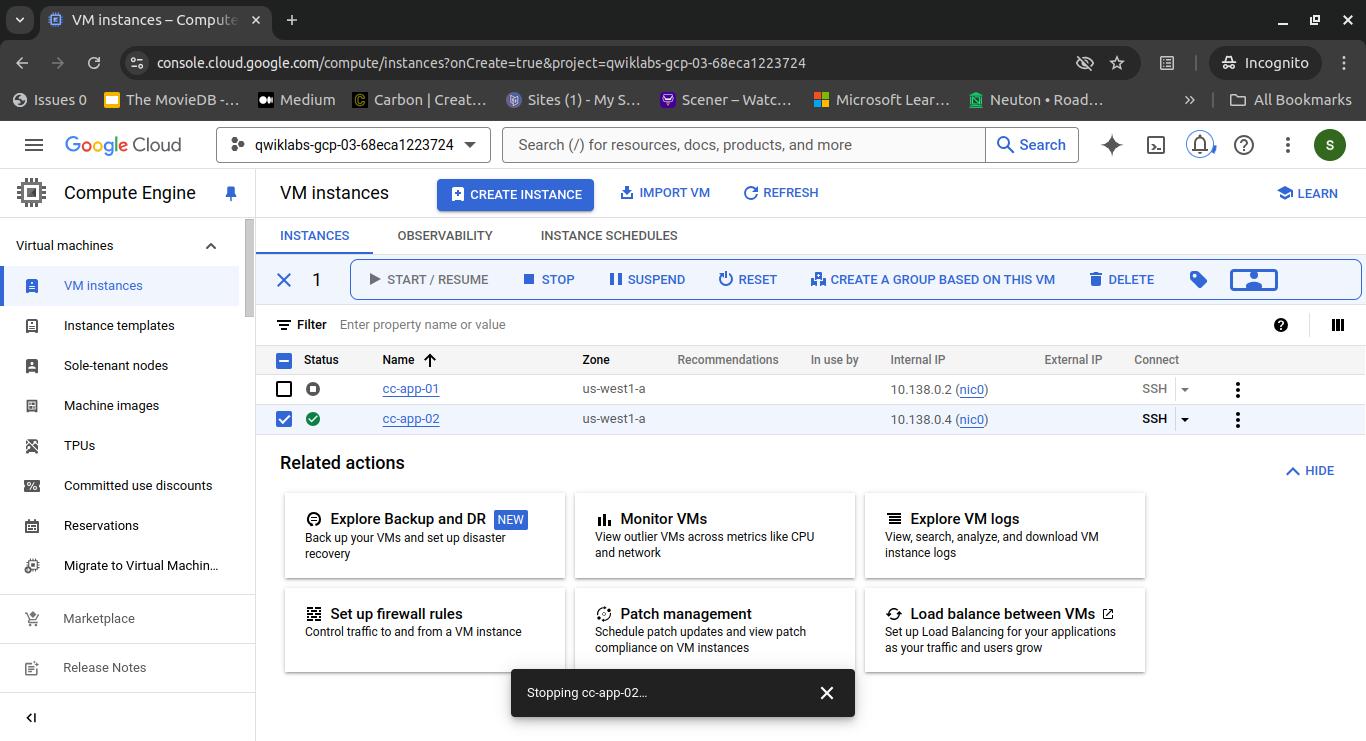 VM instances – Compute
console.cloud.google.com/compute/instances?onCreate=true&project=qwiklabs-gcp-03-68eca1223724
Incognito
Issues 0
The MovieDB -...
Medium
Carbon | Creat...
Sites (1) - My S...
Scener – Watc...
Microsoft Lear...
Neuton • Road...
»
All Bookmarks
Google Cloud
qwiklabs-gcp-03-68eca1223724
Search (/) for resources, docs, products, and more
Search
S
Compute Engine
VM instances
CREATE INSTANCE
IMPORT VM
REFRESH
LEARN
Virtual machines
INSTANCES
OBSERVABILITY
INSTANCE SCHEDULES
VM instances
Instance templates
Sole-tenant nodes
Machine images
TPUs
Committed use discounts
Reservations
Migrate to Virtual Machin...
Marketplace
Release Notes
1
START / RESUME
STOP
SUSPEND
RESET
CREATE A GROUP BASED ON THIS VM
DELETE
Filter Enter property name or value
Status Name Zone Recommendations In use by Internal IP External IP Connect
cc-app-01 us-west1-a 10.138.0.2 (nic0) SSH
cc-app-02 us-west1-a 10.138.0.4 (nic0) SSH
Related actions
HIDE
Explore Backup and DR NEW
Back up your VMs and set up disaster
recovery
Monitor VMs
View outlier VMs across metrics like CPU
and network
Explore VM logs
View, search, analyze, and download VM
instance logs
Set up firewall rules
Control traffic to and from a VM instance
Patch management
Schedule patch updates and view patch
compliance on VM instances
Load balance between VMs
Set up Load Balancing for your applications
as your traffic and users grow
Stopping cc-app-02...